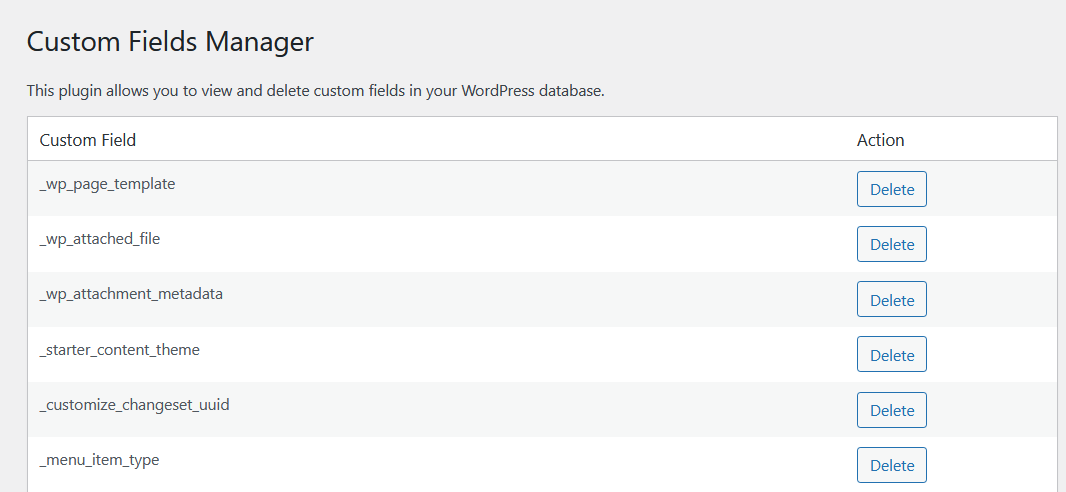 Custom Fields Manager
This plugin allows you to view and delete custom fields in your WordPress database.
Custom Field Action
_wp_page_template Delete
_wp_attached_file Delete
_wp_attachment_metadata Delete
_starter_content_theme Delete
_customize_changeset_uuid Delete
_menu_item_type Delete